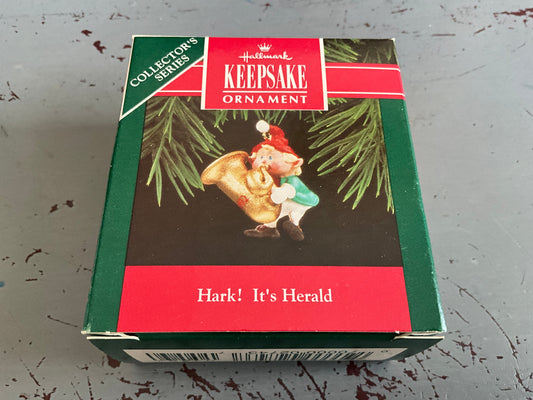 COLLECTOR'S
SERIES
Hallmark
KEEPSAKE
ORNAMENT
Hark! It's Herald